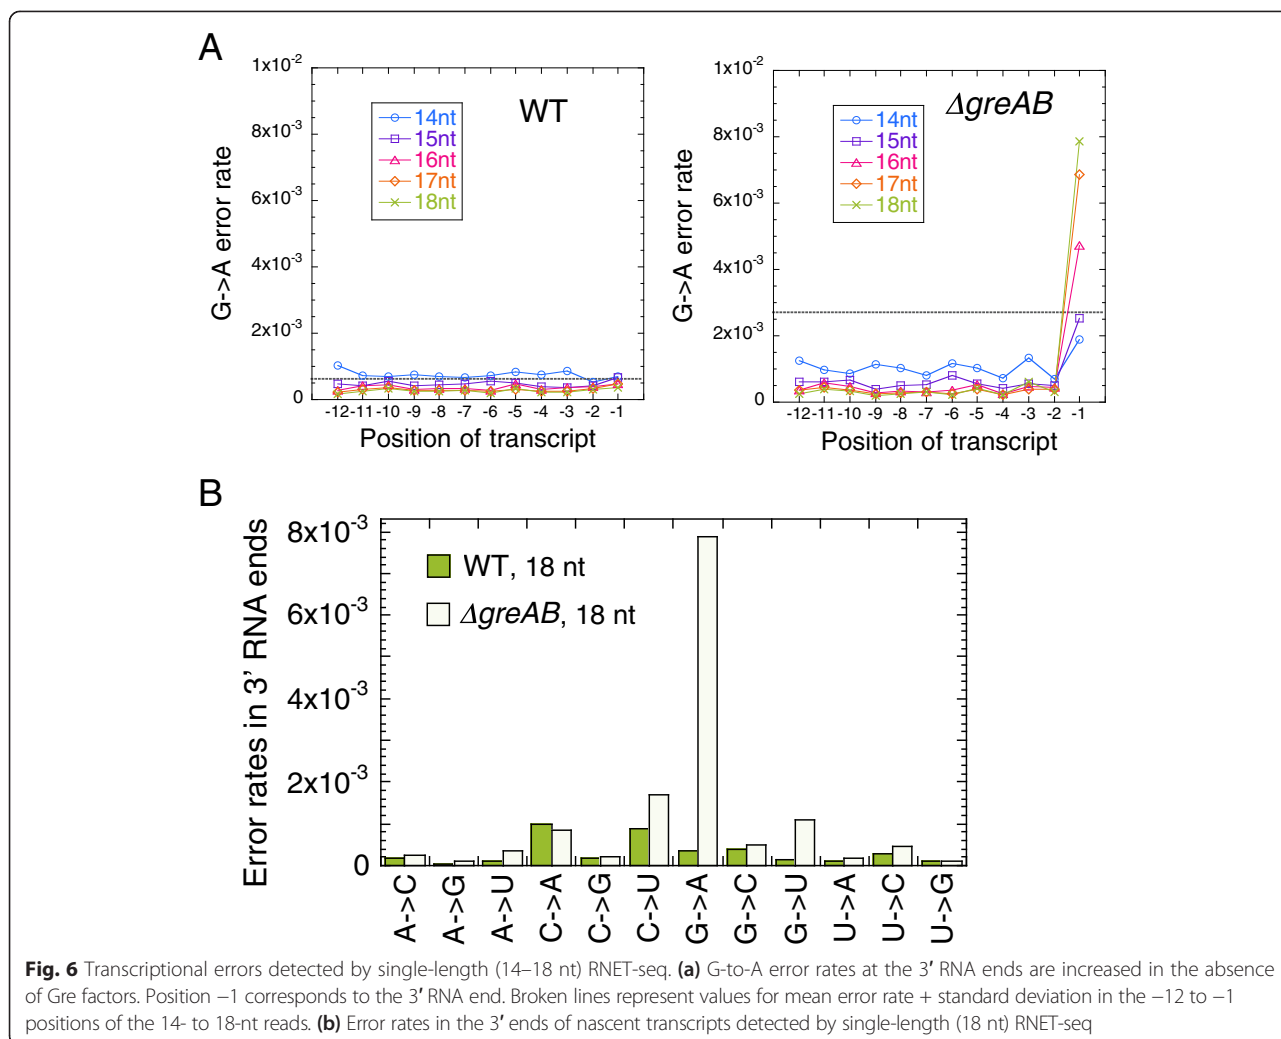 A
1x10-2
8x10-3
6x10-3
4x10-3
2x10-3
0
G->A error rate
14nt
15nt
16nt
17nt
18nt
WT
-12 -11 -10 -9 -8 -7 -6 -5 -4 -3 -2 -1
Position of transcript
1x10-2
8x10-3
6x10-3
4x10-3
2x10-3
0
G->A error rate
14nt
15nt
16nt
17nt
18nt
ΔgreAB
-12 -11 -10 -9 -8 -7 -6 -5 -4 -3 -2 -1
Position of transcript
B
8x10-3
6x10-3
4x10-3
2x10-3
0
Error rates in 3' RNA ends
WT, 18 nt
ΔgreAB, 18 nt
A->C
A->G
A->U
C->A
C->G
C->U
G->A
G->C
G->U
U->A
U->C
U->G
Fig. 6 Transcriptional errors detected by single-length (14–18 nt) RNET-seq. (a) G-to-A error rates at the 3′ RNA ends are increased in the absence
of Gre factors. Position −1 corresponds to the 3′ RNA end. Broken lines represent values for mean error rate + standard deviation in the −12 to −1
positions of the 14- to 18-nt reads. (b) Error rates in the 3′ ends of nascent transcripts detected by single-length (18 nt) RNET-seq